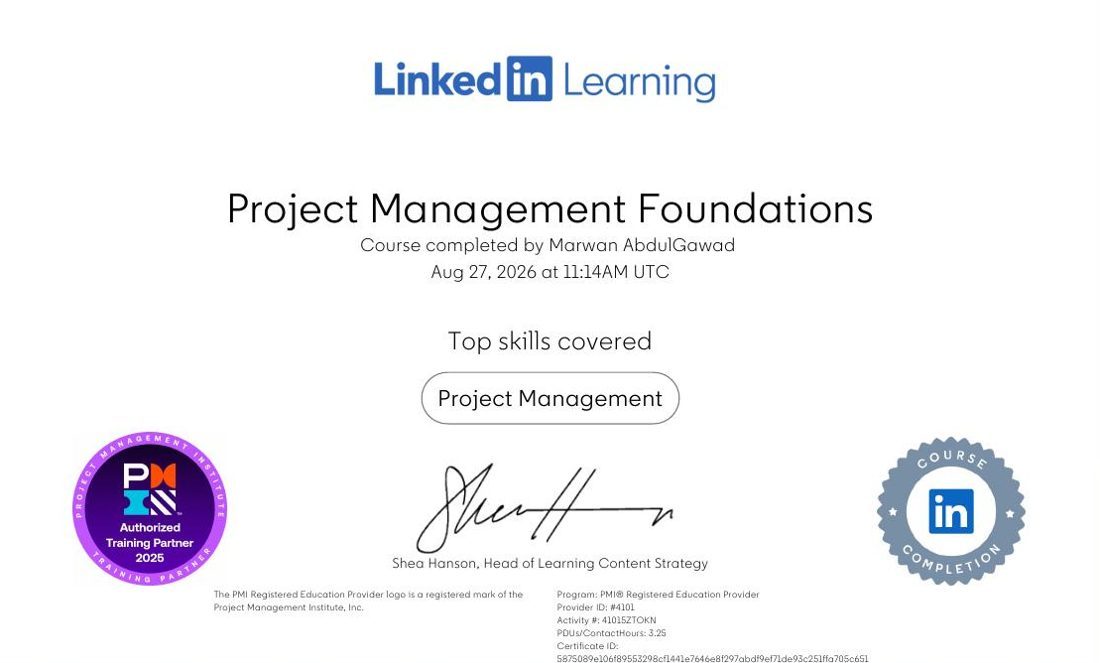 LinkedIn Learning
Project Management Foundations
Course completed by Marwan AbdulGawad
Aug 27, 2026 at 11:14AM UTC
Top skills covered
Project Management
PROJECT MANAGEMENT INSTITUTE
PMI
Authorized
Training Partner
2025
TRAINING PARTNER
COURSE
in
COMPLETION
Shea Hanson, Head of Learning Content Strategy
The PMI Registered Education Provider logo is a registered mark of the
Project Management Institute, Inc.
Program: PMI® Registered Education Provider
Provider ID: #4101
Activity #: 41015ZTOKN
PDUs/ContactHours: 3.25
Certificate ID:
5875089e106f89553298cf1441e7646e8f297abdf9ef71de93c251ffa705c651